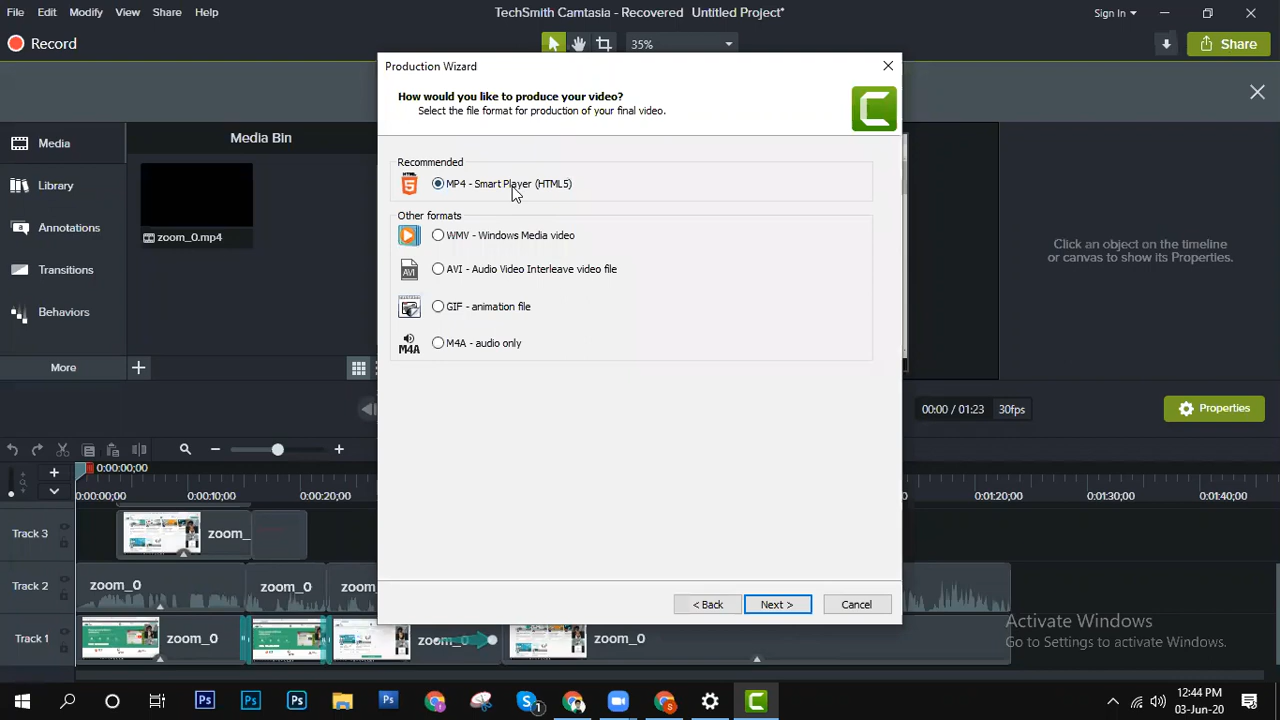 File Edit Modify View Share Help TechSmith Camtasia - Recovered Untitled Project* Sign In
Record 35% Share
Production Wizard
How would you like to produce your video?
Select the file format for production of your final video.
Media
Library
Annotations
Transitions
Behaviors
More
Media Bin
zoom_0.mp4
Recommended
MP4 - Smart Player (HTML5)
Other formats
WMV - Windows Media video
AVI - Audio Video Interleave video file
GIF - animation file
M4A - audio only
< Back Next > Cancel
Click an object on the timeline
or canvas to show its Properties.
00:00 / 01:23 30fps Properties
0:00:00;00
0:00:00;00 0:00:10;00 0:00:20;00 0:01:20;00 0:01:30;00 0:01:40;00
Track 3 zoom_
Track 2 zoom_0 zoom_0 zoom_0
Track 1 zoom_0 zoom_0 zoom_0 zoom_0
Activate Windows
Go to Settings to activate Windows.
12:44 PM
03-Jun-20